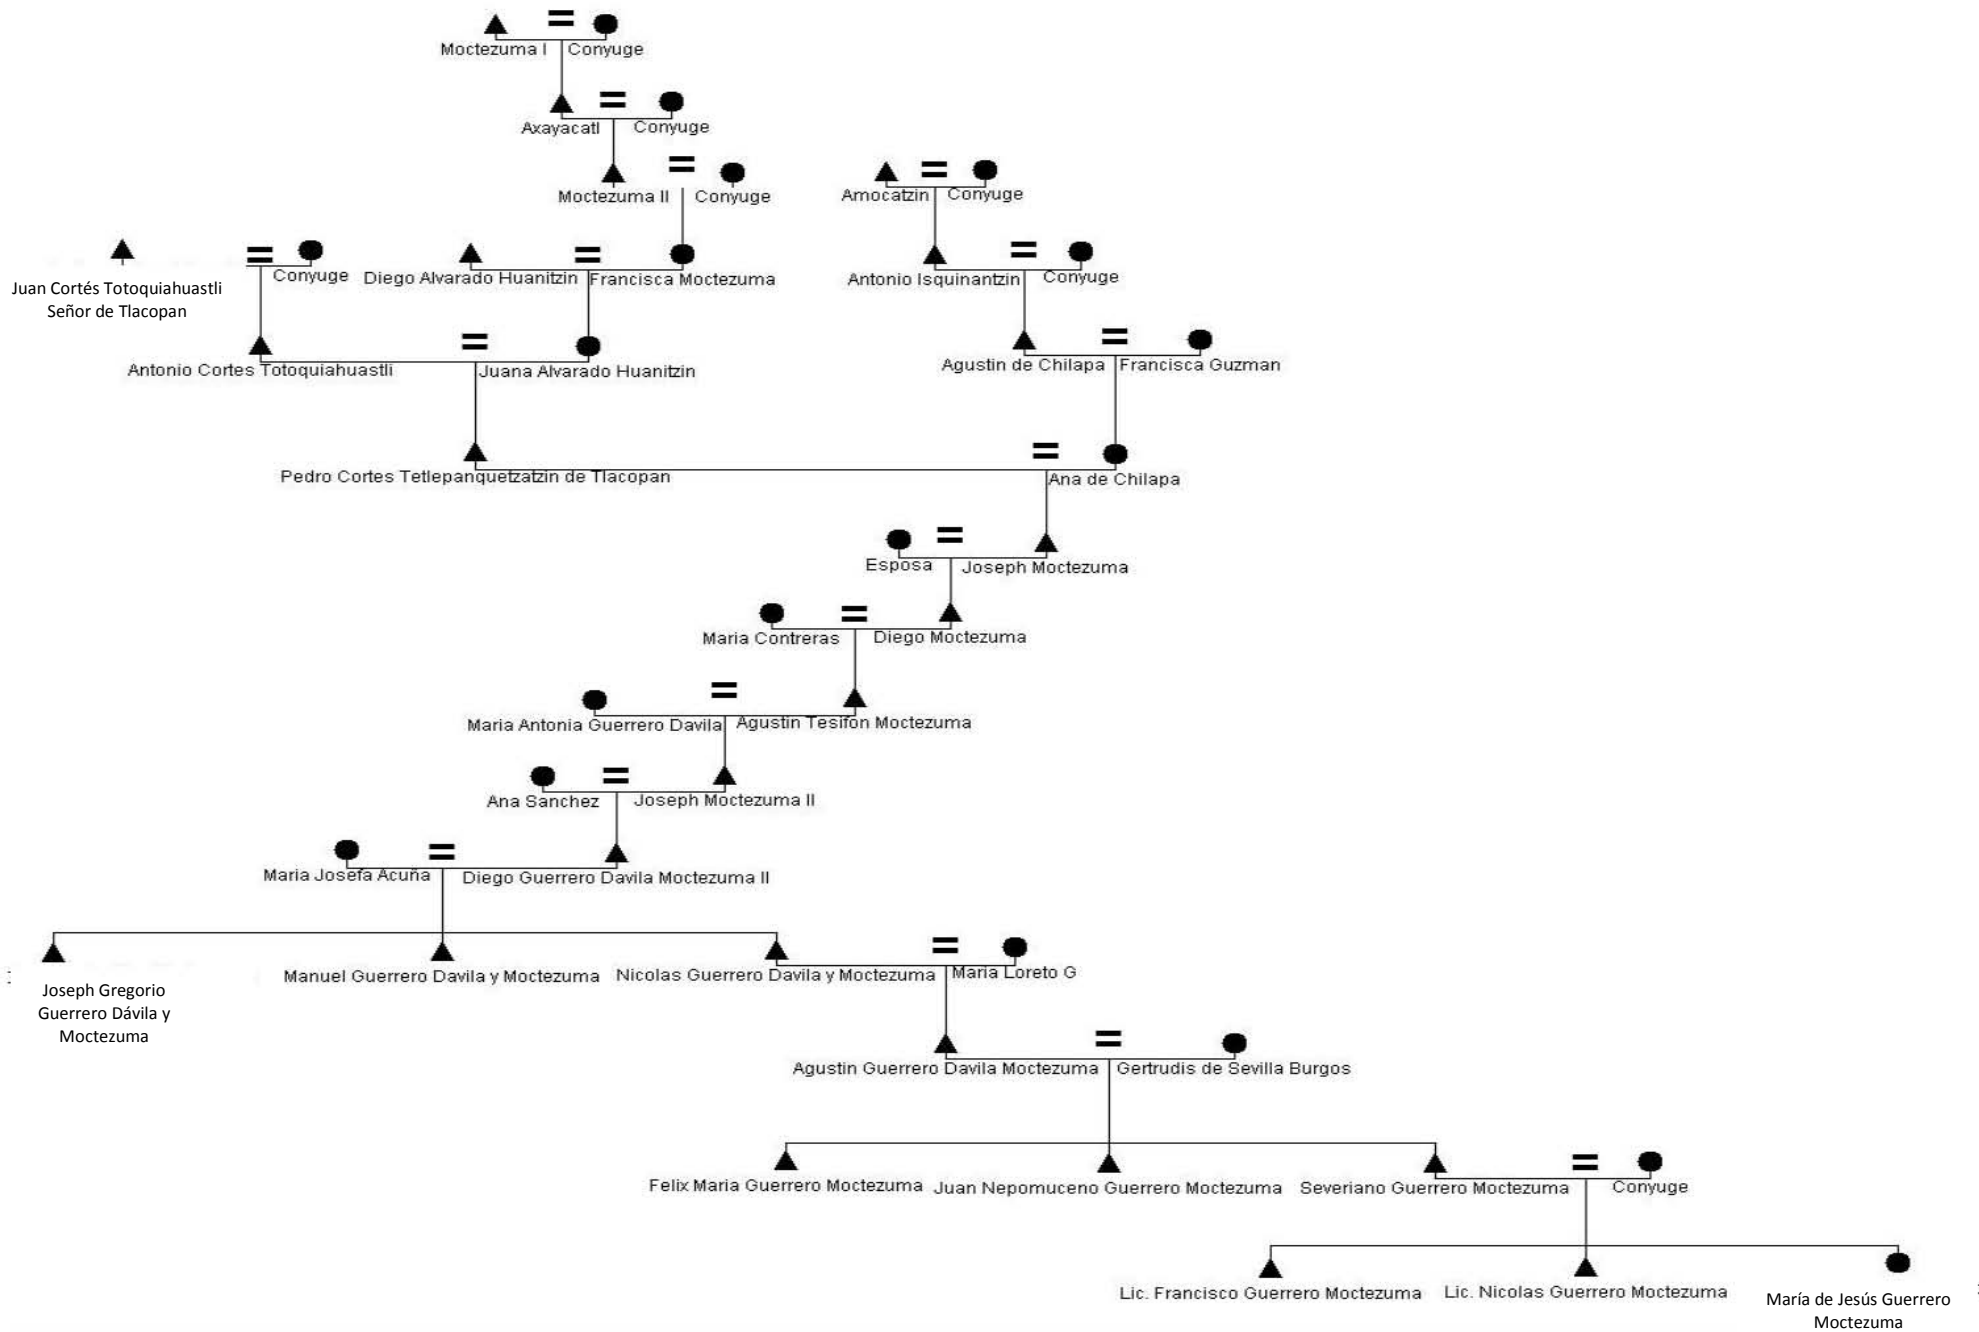 Moctezuma I
Conyuge
Axayacatl
Conyuge
Moctezuma II
Conyuge
Amocatzin
Conyuge
Juan Cortés Totoquiahuastli
Señor de Tlacopan
Conyuge
Diego Alvarado Huanitzin
Francisca Moctezuma
Antonio Isquinantzin
Conyuge
Antonio Cortes Totoquiahuastli
Juana Alvarado Huanitzin
Agustin de Chilapa
Francisca Guzman
Pedro Cortes Tetlepanquetzatzin de Tlacopan
Ana de Chilapa
Esposa
Joseph Moctezuma
Maria Contreras
Diego Moctezuma
Maria Antonia Guerrero Davila
Agustin Tesifon Moctezuma
Ana Sanchez
Joseph Moctezuma II
Maria Josefa Acuña
Diego Guerrero Davila Moctezuma II
Joseph Gregorio
Guerrero Dávila y
Moctezuma
Manuel Guerrero Davila y Moctezuma
Nicolas Guerrero Davila y Moctezuma
Maria Loreto G
Agustin Guerrero Davila Moctezuma
Gertrudis de Sevilla Burgos
Felix Maria Guerrero Moctezuma
Juan Nepomuceno Guerrero Moctezuma
Severiano Guerrero Moctezuma
Conyuge
Lic. Francisco Guerrero Moctezuma
Lic. Nicolas Guerrero Moctezuma
María de Jesús Guerrero
Moctezuma